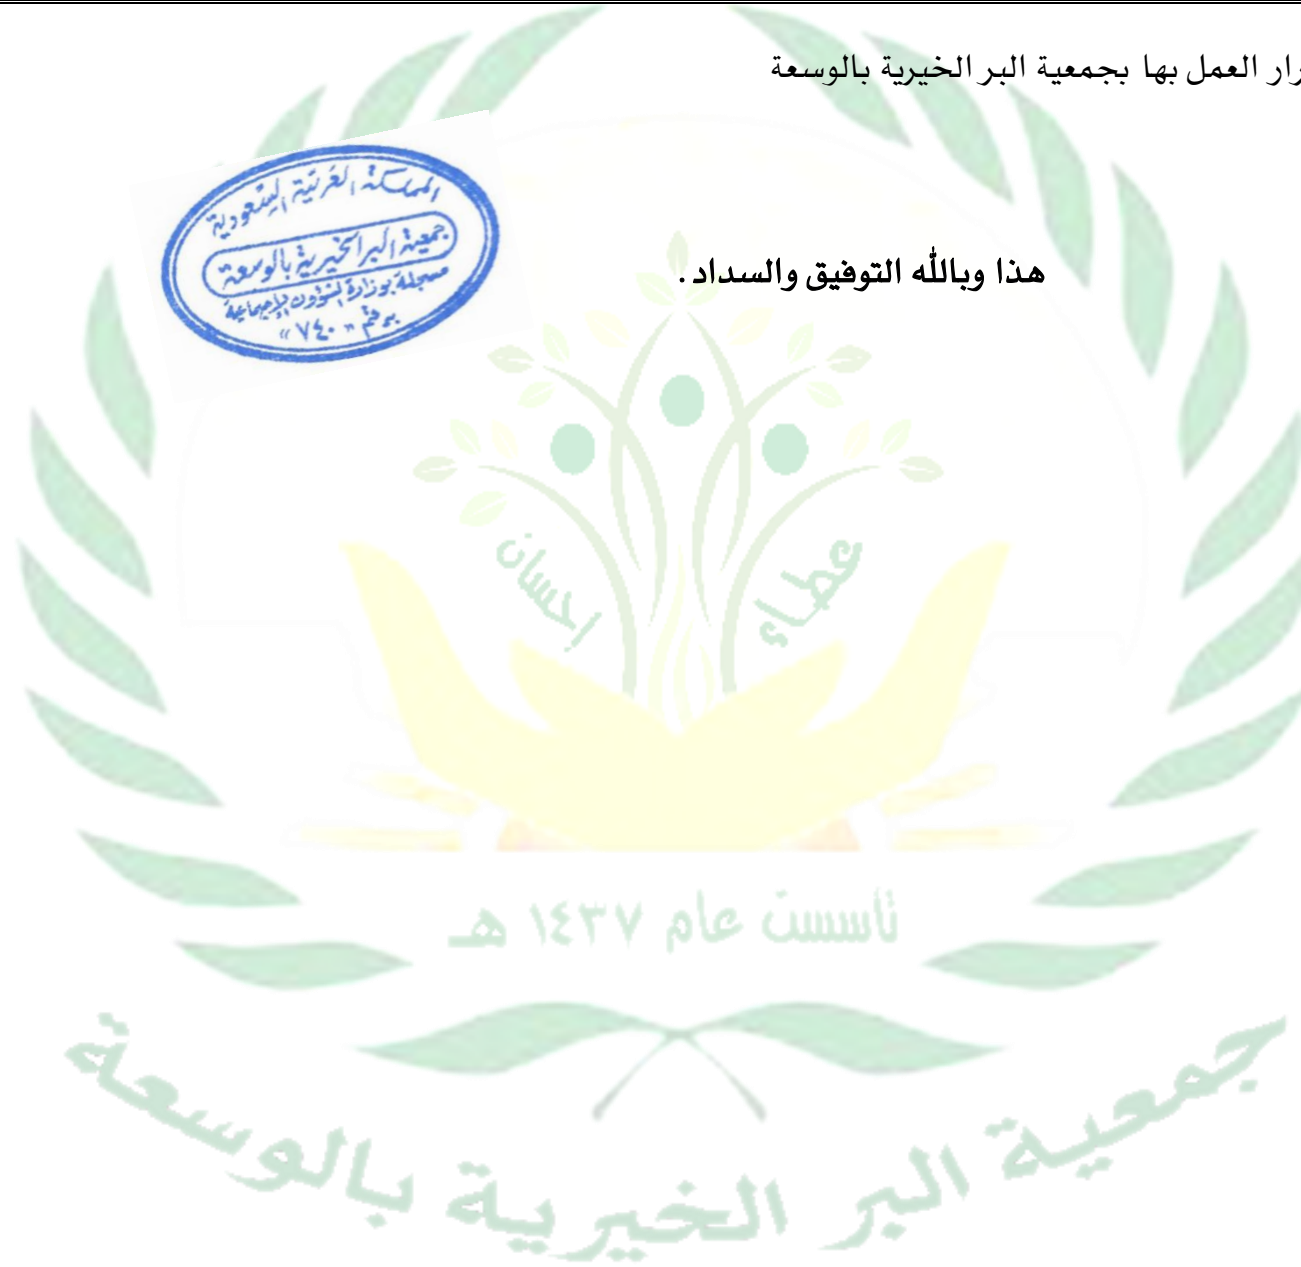 رار العمل بها بجمعية البر الخيرية بالوسعة
المملكة العربية السعودية
جمعية البر الخيرية بالوسعة
مسجلة بوزارة الشؤون الإجتماعية
برقم " ٧٤٠ "
هذا وبالله التوفيق والسداد .
إحسان عطاء
تأسست عام ١٤٣٧ هـ
جمعية البر الخيرية بالوسعة